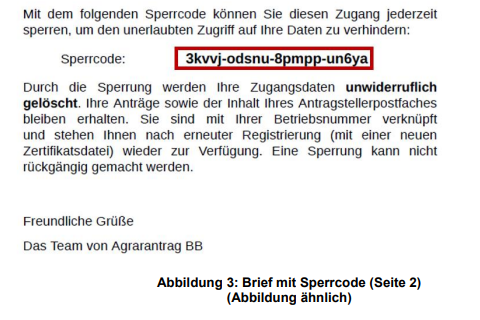 Mit dem folgenden Sperrcode können Sie diesen Zugang jederzeit
sperren, um den unerlaubten Zugriff auf Ihre Daten zu verhindern:
Sperrcode: 3kvvj-odsnu-8pmpp-un6ya
Durch die Sperrung werden Ihre Zugangsdaten unwiderruflich
gelöscht. Ihre Anträge sowie der Inhalt Ihres Antragstellerpostfaches
bleiben erhalten. Sie sind mit Ihrer Betriebsnummer verknüpft
und stehen Ihnen nach erneuter Registrierung (mit einer neuen
Zertifikatsdatei) wieder zur Verfügung. Eine Sperrung kann nicht
rückgängig gemacht werden.
Freundliche Grüße
Das Team von Agrarantrag BB
Abbildung 3: Brief mit Sperrcode (Seite 2)
(Abbildung ähnlich)